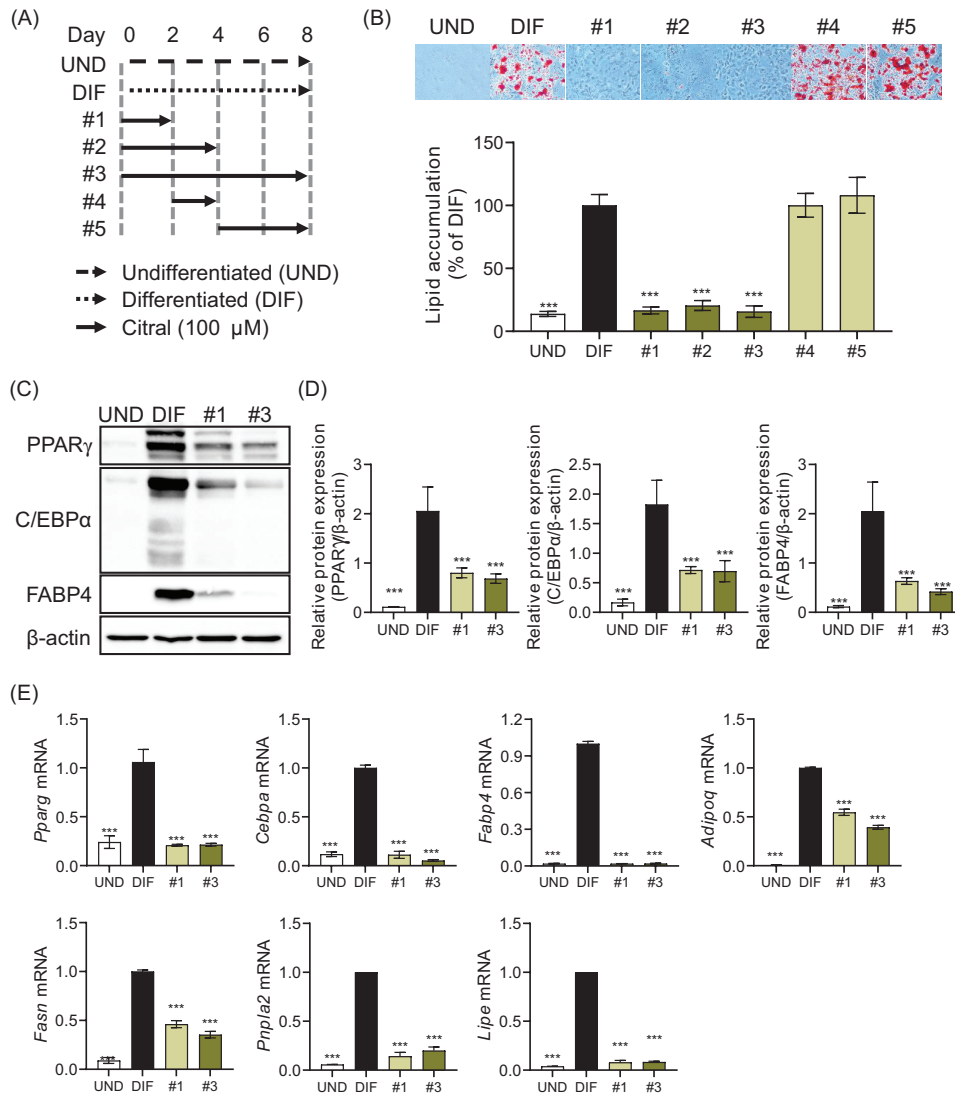 (A)
Day 0 2 4 6 8
UND
DIF
#1
#2
#3
#4
#5
Undifferentiated (UND)
Differentiated (DIF)
Citral (100 μM)
(B)
UND DIF #1 #2 #3 #4 #5
Lipid accumulation
(% of DIF)
150
100
50
0
*** *** *** ***
UND DIF #1 #2 #3 #4 #5
(C)
UND DIF #1 #3
PPARγ
C/EBPα
FABP4
β-actin
(D)
Relative protein expression
(PPARγ/β-actin)
3
2
1
0
*** *** ***
UND DIF #1 #3
Relative protein expression
(C/EBPα/β-actin)
2.5
2.0
1.5
1.0
0.5
0.0
*** *** ***
UND DIF #1 #3
Relative protein expression
(FABP4/β-actin)
3
2
1
0
*** *** ***
UND DIF #1 #3
(E)
Pparg mRNA
1.5
1.0
0.5
0.0
*** *** ***
UND DIF #1 #3
Cebpa mRNA
1.5
1.0
0.5
0.0
*** *** ***
UND DIF #1 #3
Fabp4 mRNA
1.2
0.9
0.6
0.3
0.0
*** *** ***
UND DIF #1 #3
Adipoq mRNA
1.5
1.0
0.5
0.0
*** *** ***
UND DIF #1 #3
Fasn mRNA
1.5
1.0
0.5
0.0
*** *** ***
UND DIF #1 #3
Pnpla2 mRNA
1.5
1.0
0.5
0.0
*** *** ***
UND DIF #1 #3
Lipe mRNA
1.5
1.0
0.5
0.0
*** *** ***
UND DIF #1 #3